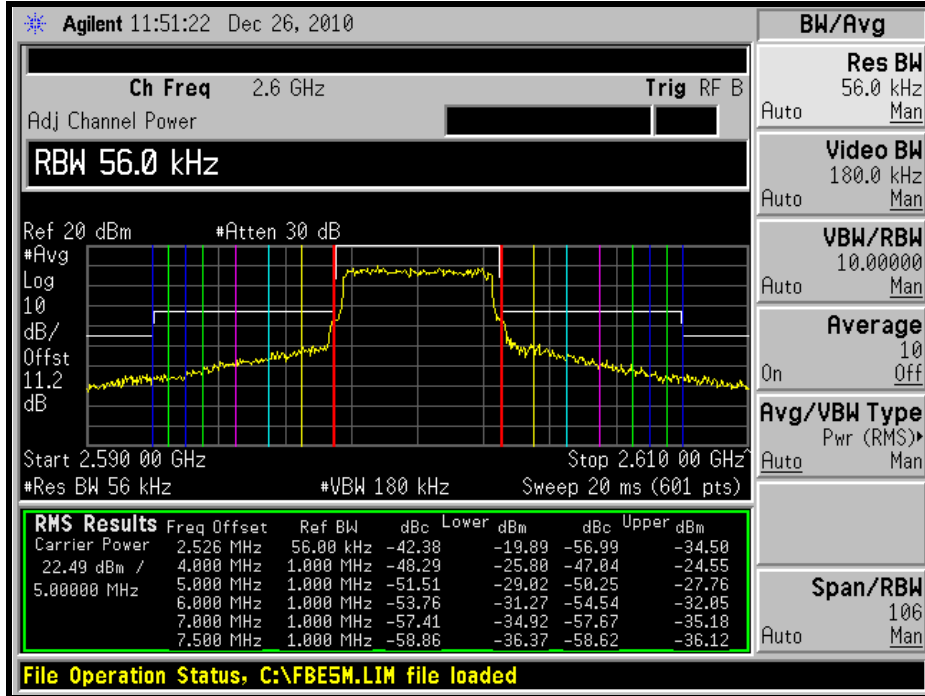 Agilent 11:51:22 Dec 26, 2010
BW/Avg
Ch Freq 2.6 GHz Trig RF B
Adj Channel Power
RBW 56.0 kHz
Ref 20 dBm #Atten 30 dB
#Avg
Log
10
dB/
Offst
11.2
dB
Start 2.590 00 GHz Stop 2.610 00 GHz^
#Res BW 56 kHz #VBW 180 kHz Sweep 20 ms (601 pts)
RMS Results Freq Offset Ref BW dBc Lower dBm dBc Upper dBm
Carrier Power 2.526 MHz 56.00 kHz -42.38 -19.89 -56.99 -34.50
22.49 dBm / 4.000 MHz 1.000 MHz -48.29 -25.80 -47.04 -24.55
5.00000 MHz 5.000 MHz 1.000 MHz -51.51 -29.02 -50.25 -27.76
6.000 MHz 1.000 MHz -53.76 -31.27 -54.54 -32.05
7.000 MHz 1.000 MHz -57.41 -34.92 -57.67 -35.18
7.500 MHz 1.000 MHz -58.86 -36.37 -58.62 -36.12
File Operation Status, C:\FBE5M.LIM file loaded
Res BW
56.0 kHz
Auto Man
Video BW
180.0 kHz
Auto Man
VBW/RBW
10.00000
Auto Man
Average
10
On Off
Avg/VBW Type
Pwr (RMS)▸
Auto Man
Span/RBW
106
Auto Man